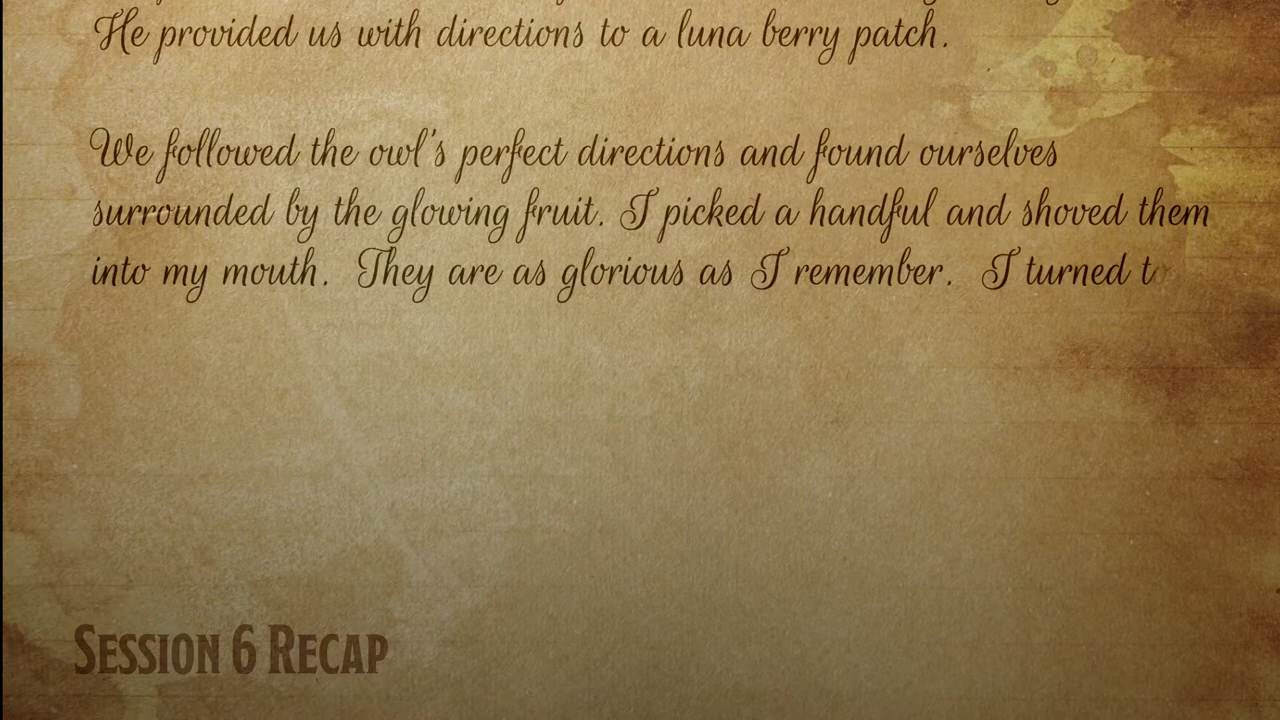 He provided us with directions to a luna berry patch.
We followed the owl's perfect directions and found ourselves
surrounded by the glowing fruit. I picked a handful and shoved them
into my mouth. They are as glorious as I remember. I turned to
Session 6 Recap